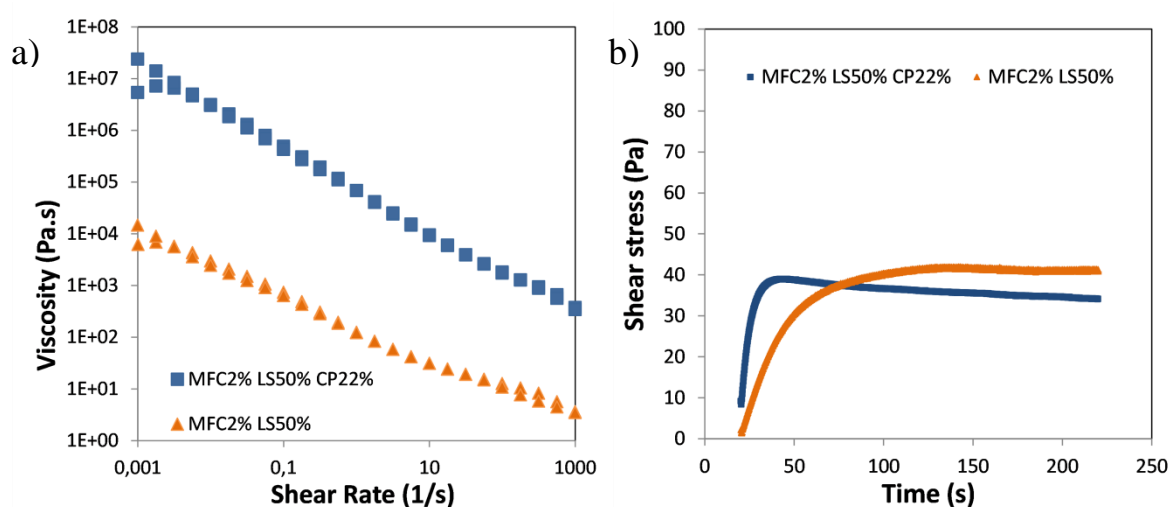 a)
1E+08
1E+07
1E+06
1E+05
1E+04
1E+03
1E+02
1E+01
1E+00
Viscosity (Pa.s)
MFC2% LS50% CP22%
MFC2% LS50%
0,001
0,1
10
1000
Shear Rate (1/s)
b)
100
90
80
70
60
50
40
30
20
10
0
Shear stress (Pa)
MFC2% LS50% CP22%
MFC2% LS50%
0
50
100
150
200
250
Time (s)